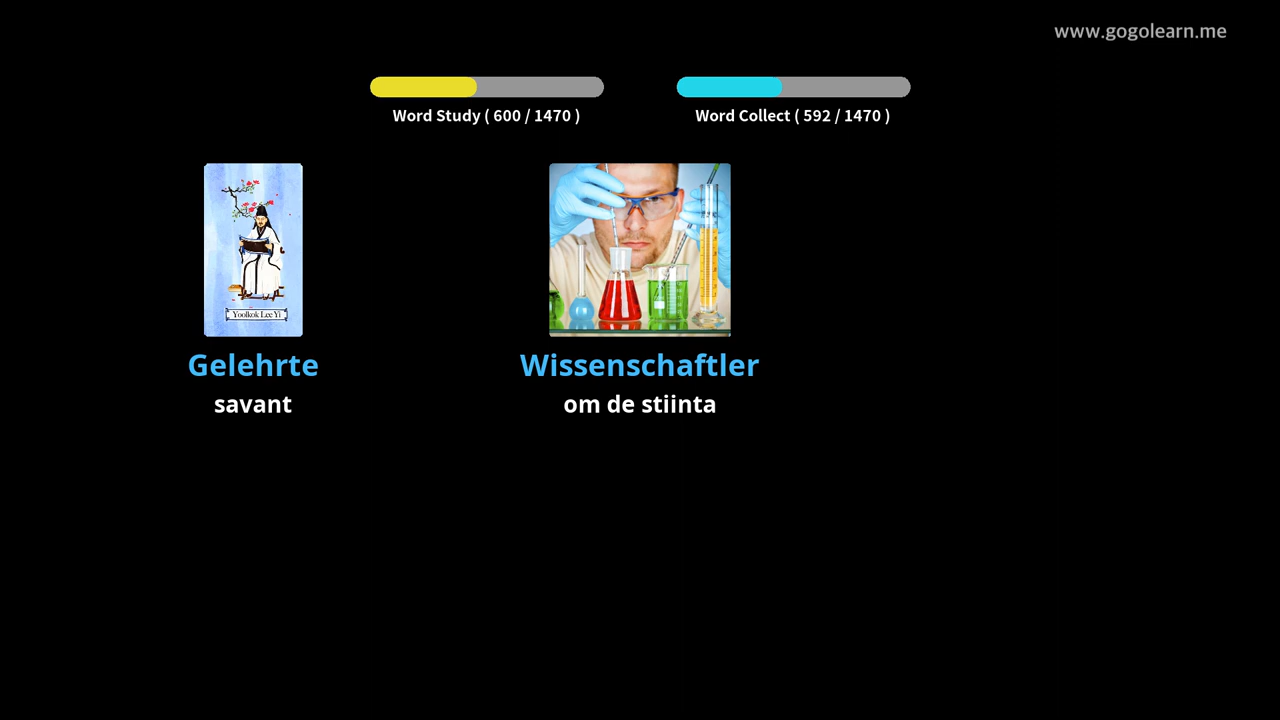 www.gogolearn.me
Word Study ( 600 / 1470 )
Word Collect ( 592 / 1470 )
Yoolkok Lee Yi
Gelehrte
savant
Wissenschaftler
om de stiinta